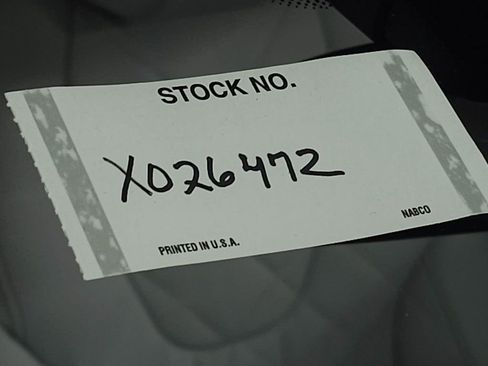 STOCK NO.
X026472
PRINTED IN U.S.A.
NABCO